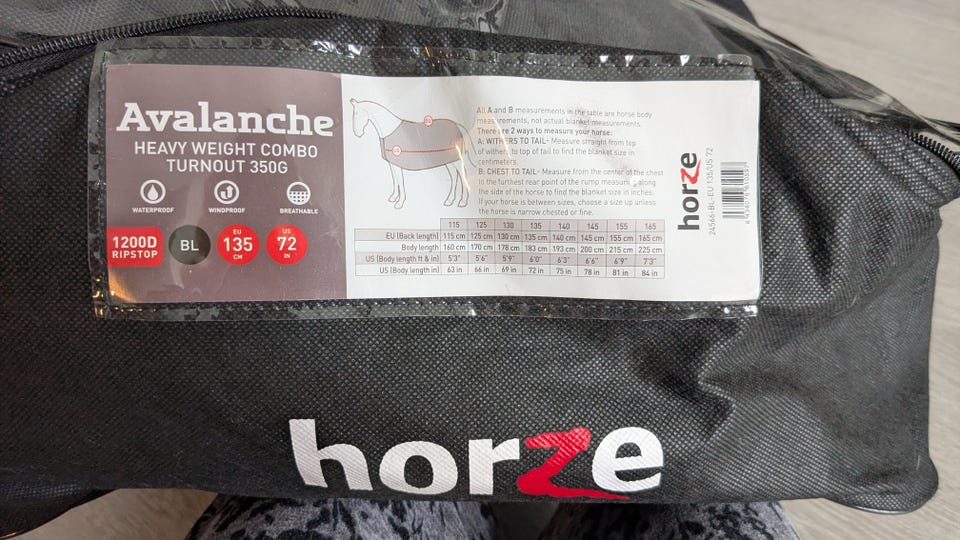 Avalanche
HEAVY WEIGHT COMBO
TURNOUT 350G
WATERPROOF
WINDPROOF
BREATHABLE
1200D
RIPSTOP
BL
EU
135
CM
US
72
IN
EU
US
All A and B measurements in the table are horse body
measurements, not actual blanket measurements.
There are 2 ways to measure your horse:
A: WITHERS TO TAIL- Measure straight from top
of withers to top of tail to find the blanket size in
centimeters.
B: CHEST TO TAIL- Measure from the center of the chest
to the furthest rear point of the rump measure along
the side of the horse to find the blanket size in inches.
If your horse is between sizes, choose a size up unless
the horse is narrow chested or fine.
115 125 130 135 140 145 155 165
EU (Back length) 115 cm 125 cm 130 cm 135 cm 140 cm 145 cm 155 cm 165 cm
Body length 160 cm 170 cm 178 cm 183 cm 193 cm 200 cm 215 cm 225 cm
US (Body length ft & in) 5'3" 5'6" 5'9" 6'0" 6'3" 6'6" 6'9" 7'3"
US (Body length in) 63 in 66 in 69 in 72 in 75 in 78 in 81 in 84 in
horze
24566-BL-EU 135/US 72
horze